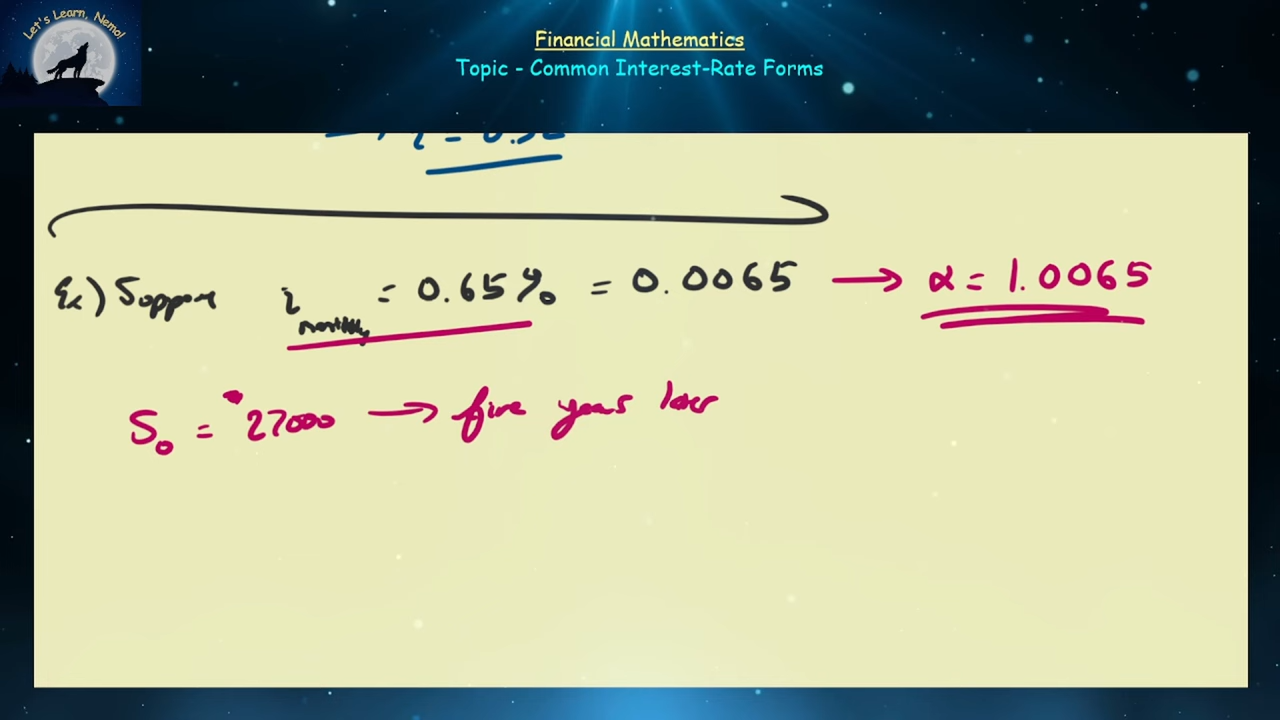 Let's Learn, Nemo!
Financial Mathematics
Topic - Common Interest-Rate Forms
Ex) Suppose i monthly = 0.65% = 0.0065 → α = 1.0065
S₀ = 27000 → five years later